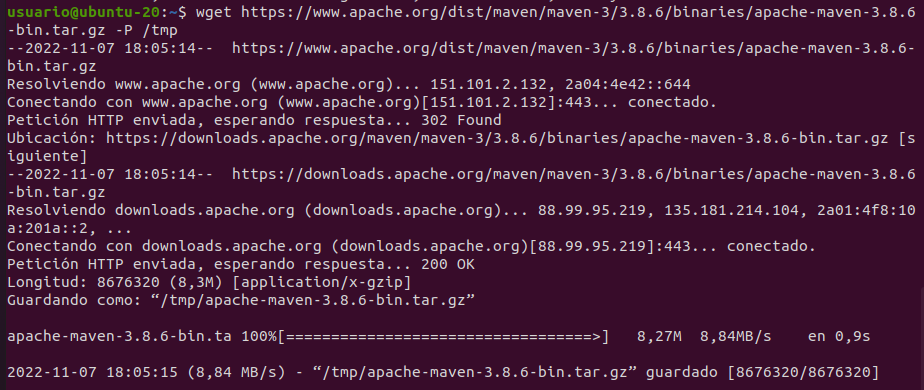 usuario@ubuntu-20:~$ wget https://www.apache.org/dist/maven/maven-3/3.8.6/binaries/apache-maven-3.8.6
-bin.tar.gz -P /tmp
--2022-11-07 18:05:14--  https://www.apache.org/dist/maven/maven-3/3.8.6/binaries/apache-maven-3.8.6-
bin.tar.gz
Resolviendo www.apache.org (www.apache.org)... 151.101.2.132, 2a04:4e42::644
Conectando con www.apache.org (www.apache.org)[151.101.2.132]:443... conectado.
Petición HTTP enviada, esperando respuesta... 302 Found
Ubicación: https://downloads.apache.org/maven/maven-3/3.8.6/binaries/apache-maven-3.8.6-bin.tar.gz [s
iguiente]
--2022-11-07 18:05:14--  https://downloads.apache.org/maven/maven-3/3.8.6/binaries/apache-maven-3.8.6
-bin.tar.gz
Resolviendo downloads.apache.org (downloads.apache.org)... 88.99.95.219, 135.181.214.104, 2a01:4f8:10
a:201a::2, ...
Conectando con downloads.apache.org (downloads.apache.org)[88.99.95.219]:443... conectado.
Petición HTTP enviada, esperando respuesta... 200 OK
Longitud: 8676320 (8,3M) [application/x-gzip]
Guardando como: “/tmp/apache-maven-3.8.6-bin.tar.gz”
apache-maven-3.8.6-bin.ta 100%[==================================>]   8,27M  8,84MB/s    en 0,9s
2022-11-07 18:05:15 (8,84 MB/s) - “/tmp/apache-maven-3.8.6-bin.tar.gz” guardado [8676320/8676320]